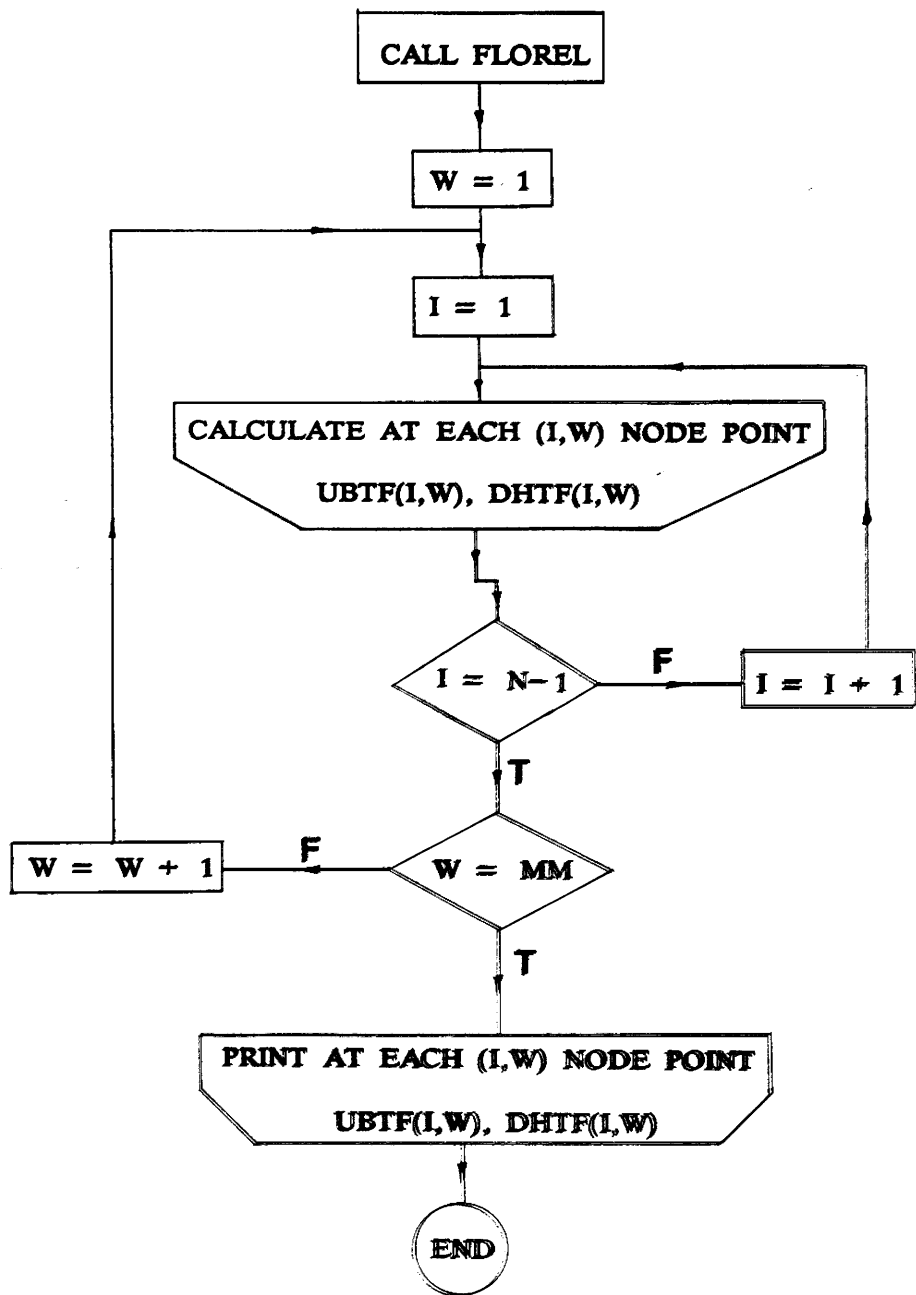 CALL FLOREL
W = 1
I = 1
CALCULATE AT EACH (I,W) NODE POINT
UBTF(I,W), DHTF(I,W)
I = N-1
F
I = I + 1
T
W = MM
F
W = W + 1
T
PRINT AT EACH (I,W) NODE POINT
UBTF(I,W), DHTF(I,W)
END